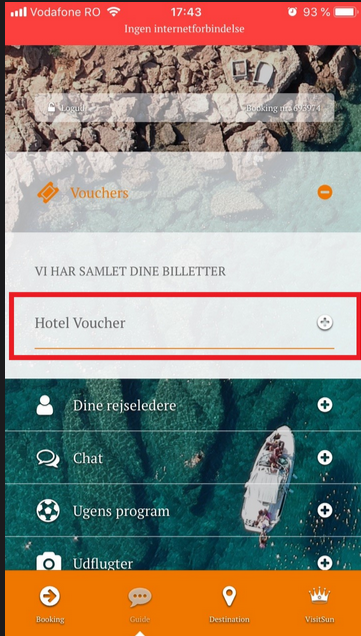 Vodafone RO 17:43 93 %
Ingen internetforbindelse
Logud Booking nr. 693974
Vouchers
VI HAR SAMLET DINE BILLETTER
Hotel Voucher
Dine rejseledere
Chat
Ugens program
Udflugter
Booking Guide Destination VisitSun